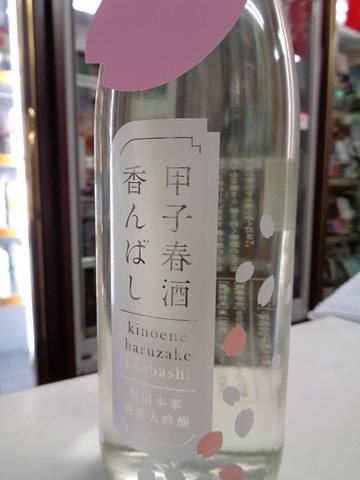 甲子春酒
香んばし
kinoene
haruzake
kanbashi
飯沼本家
純米大吟醸